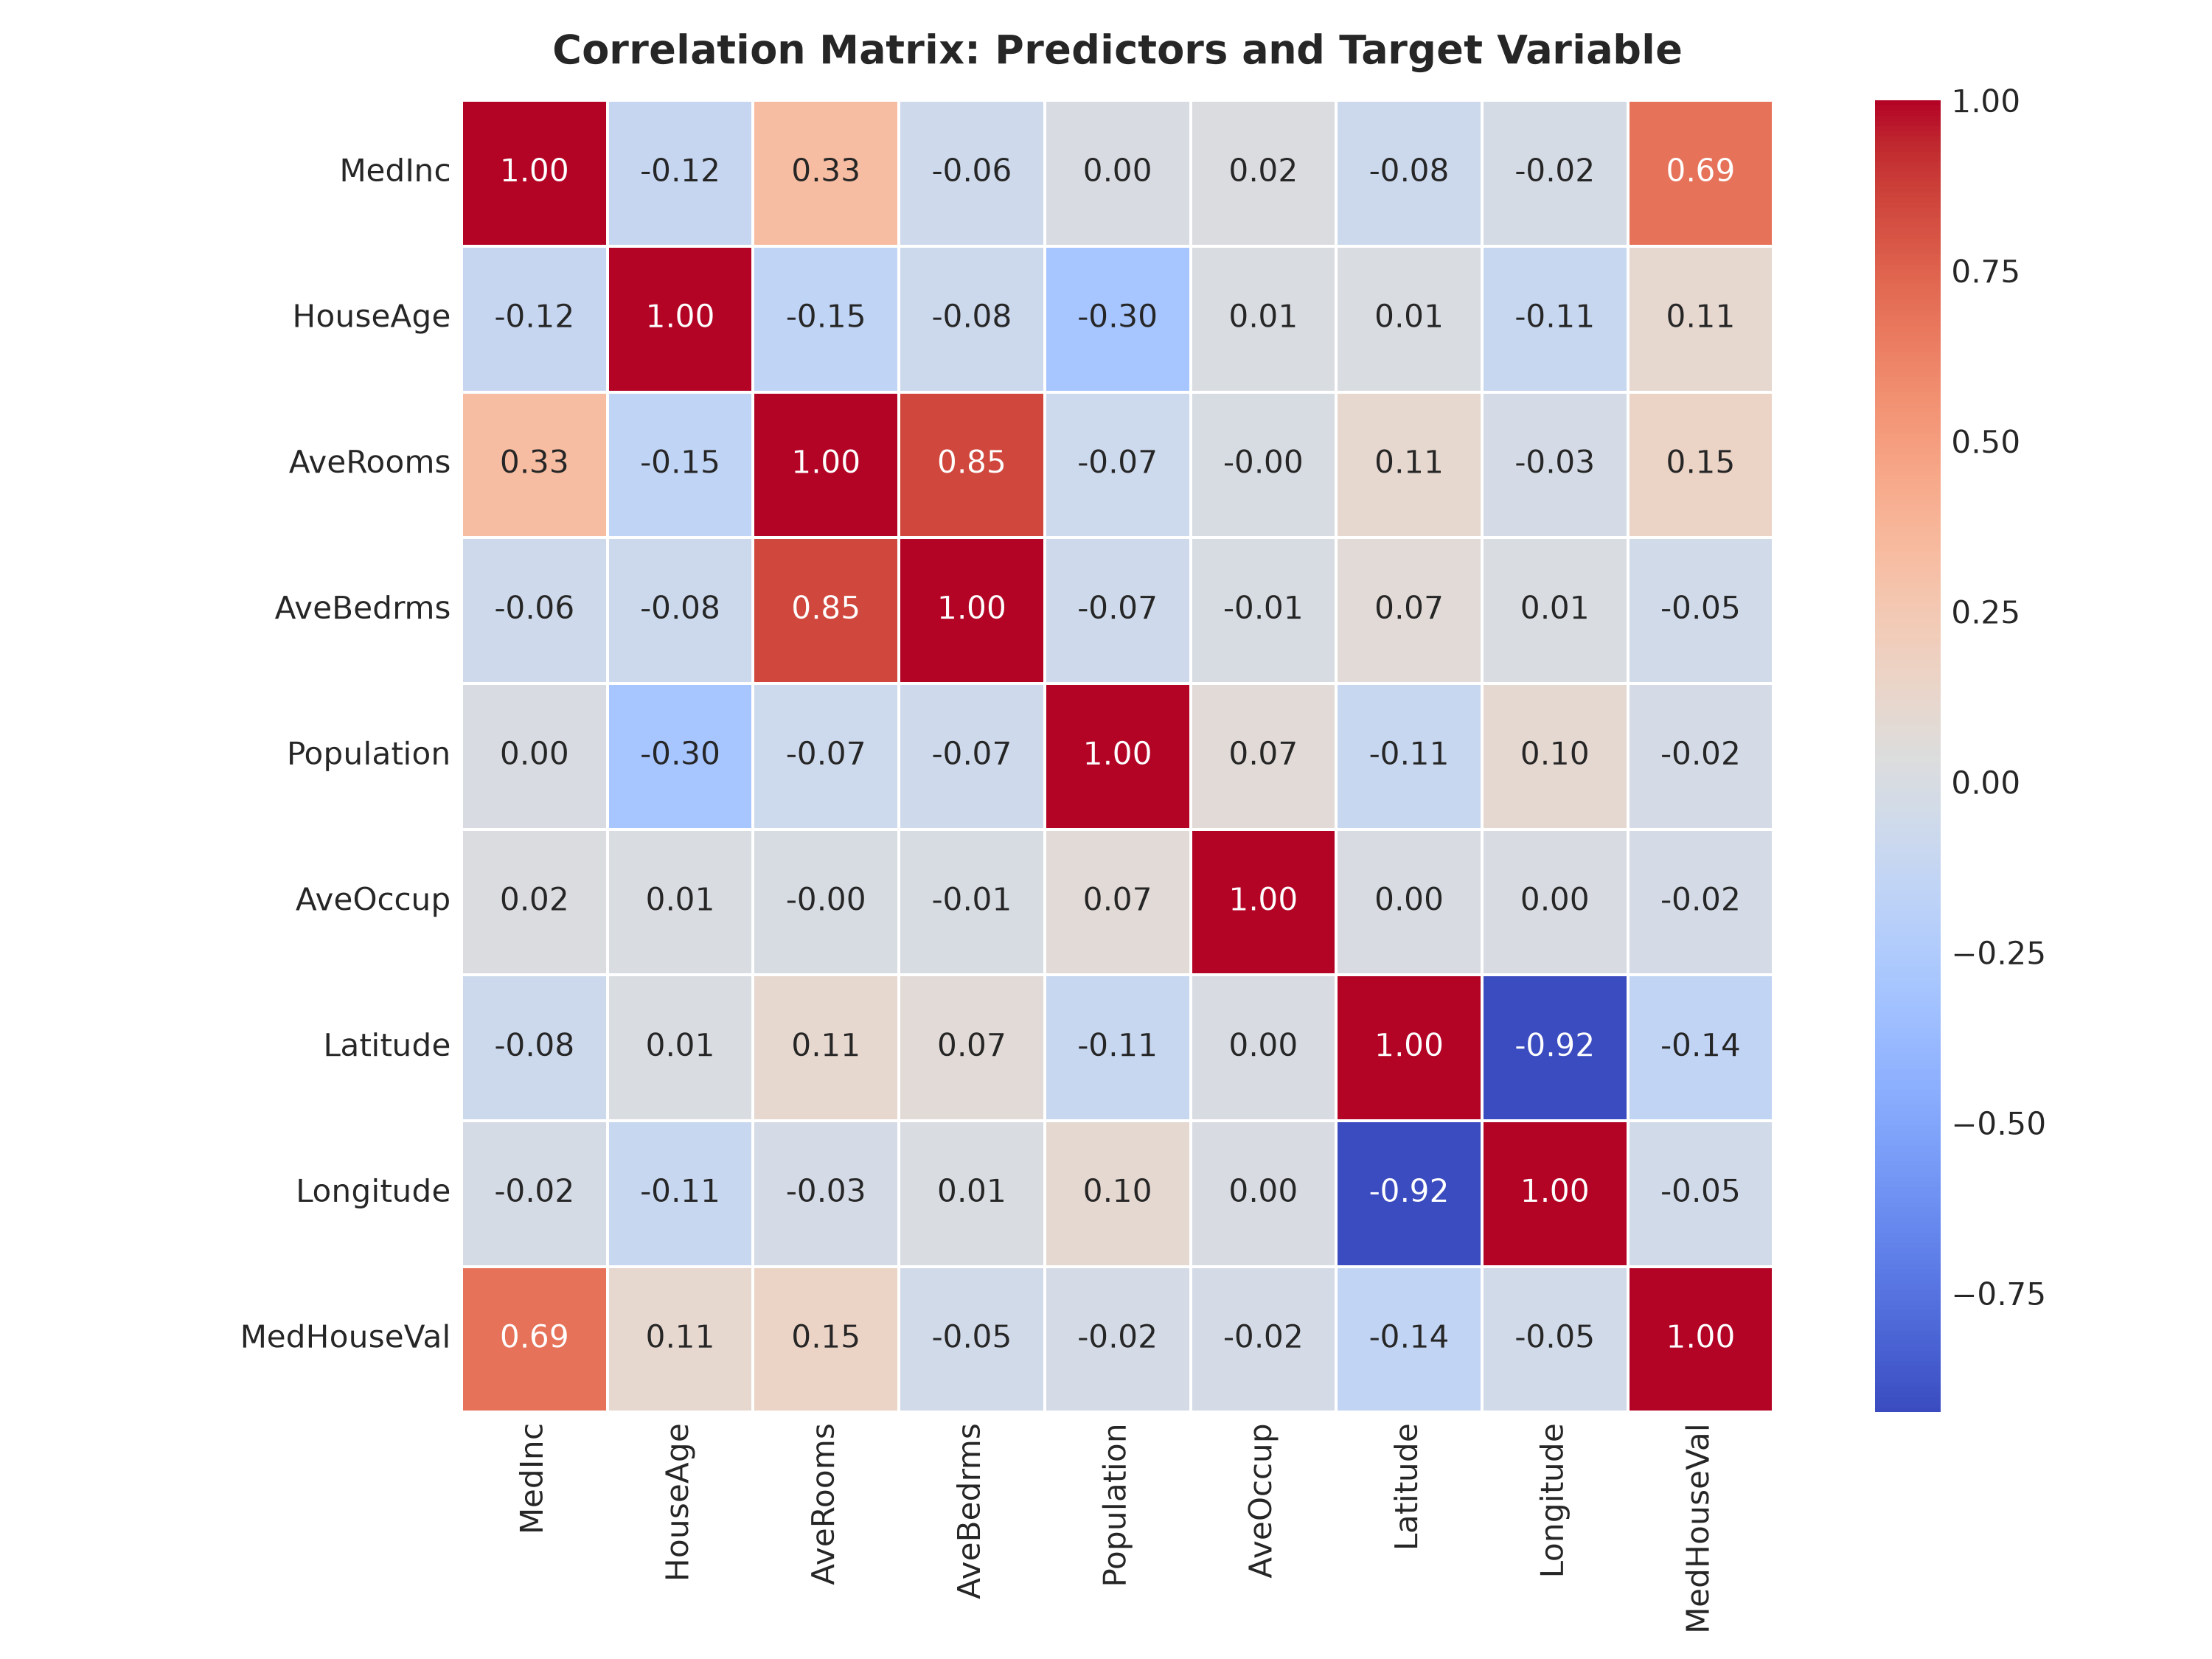 Correlation Matrix: Predictors and Target Variable
MedInc 1.00 -0.12 0.33 -0.06 0.00 0.02 -0.08 -0.02 0.69
HouseAge -0.12 1.00 -0.15 -0.08 -0.30 0.01 0.01 -0.11 0.11
AveRooms 0.33 -0.15 1.00 0.85 -0.07 -0.00 0.11 -0.03 0.15
AveBedrms -0.06 -0.08 0.85 1.00 -0.07 -0.01 0.07 0.01 -0.05
Population 0.00 -0.30 -0.07 -0.07 1.00 0.07 -0.11 0.10 -0.02
AveOccup 0.02 0.01 -0.00 -0.01 0.07 1.00 0.00 0.00 -0.02
Latitude -0.08 0.01 0.11 0.07 -0.11 0.00 1.00 -0.92 -0.14
Longitude -0.02 -0.11 -0.03 0.01 0.10 0.00 -0.92 1.00 -0.05
MedHouseVal 0.69 0.11 0.15 -0.05 -0.02 -0.02 -0.14 -0.05 1.00
MedInc HouseAge AveRooms AveBedrms Population AveOccup Latitude Longitude MedHouseVal
1.00
0.75
0.50
0.25
0.00
−0.25
−0.50
−0.75